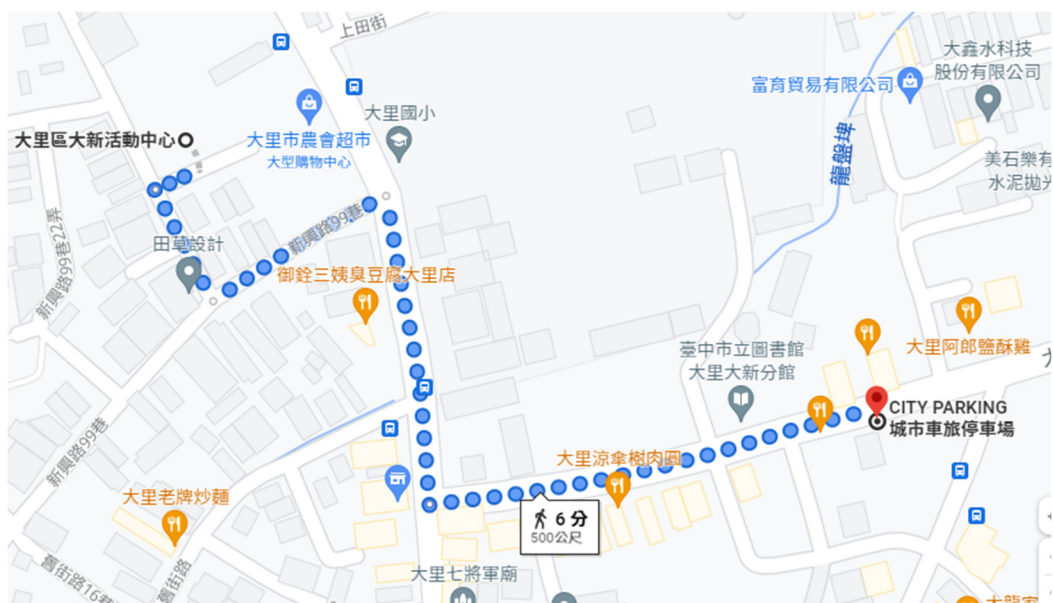 上田街
大鑫水科技
股份有限公司
富育貿易有限公司
大里國小
大里區大新活動中心
大里市農會超市
大型購物中心
龍盤埤
美石樂有
水泥拋光
新興路99巷22弄
新興路99巷
田草設計
御銓三姨臭豆腐大里店
臺中市立圖書館
大里大新分館
大里阿郎鹽酥雞
CITY PARKING
城市車旅停車場
新興路99巷
大里涼傘樹肉圓
大里老牌炒麵
6 分
500公尺
舊街路16巷
舊街路
大里七將軍廟